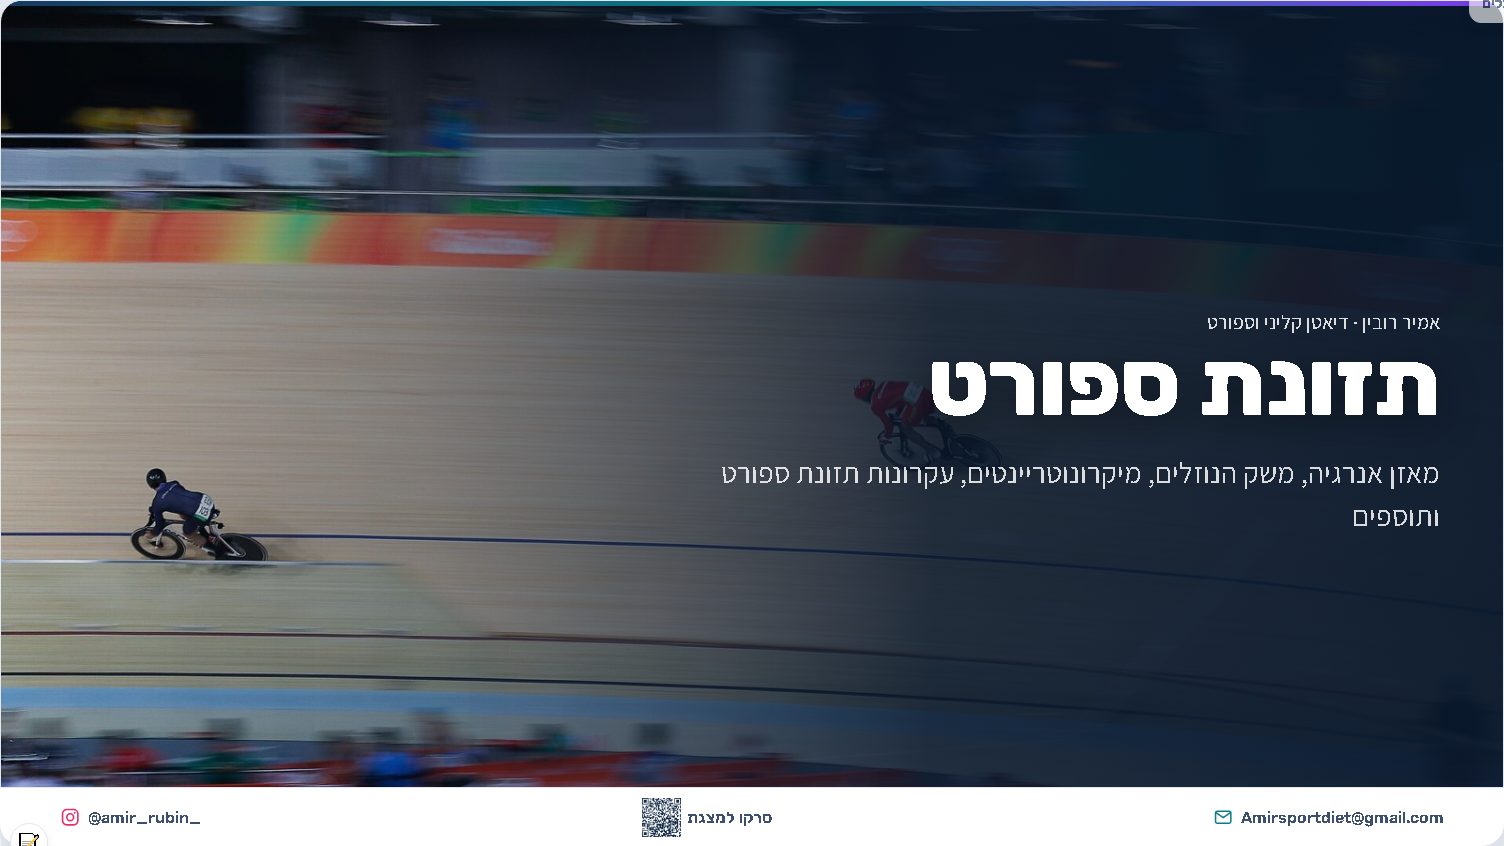 אמיר רובין · דיאטן קליני וספורט
תזונת ספורט
מאזן אנרגיה, משק הנוזלים, מיקרונוטריינטים, עקרונות תזונת ספורט
ותוספים
Amirsportdiet@gmail.com
סרקו למצגת
@amir_rubin_